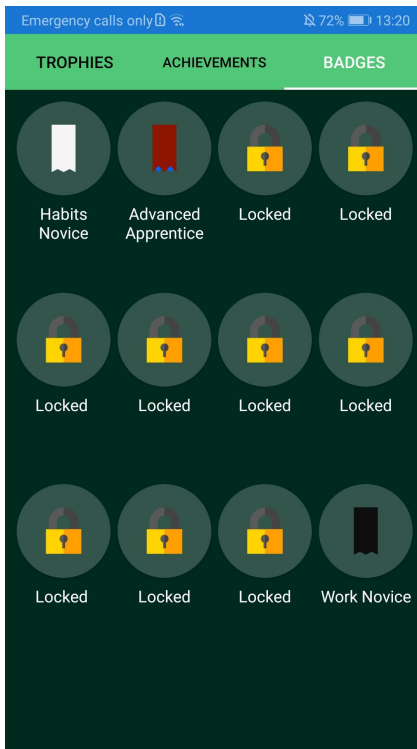 Emergency calls only 72% 13:20
TROPHIES ACHIEVEMENTS BADGES
Habits Novice
Advanced Apprentice
Locked
Locked
Locked
Locked
Locked
Locked
Locked
Locked
Locked
Work Novice